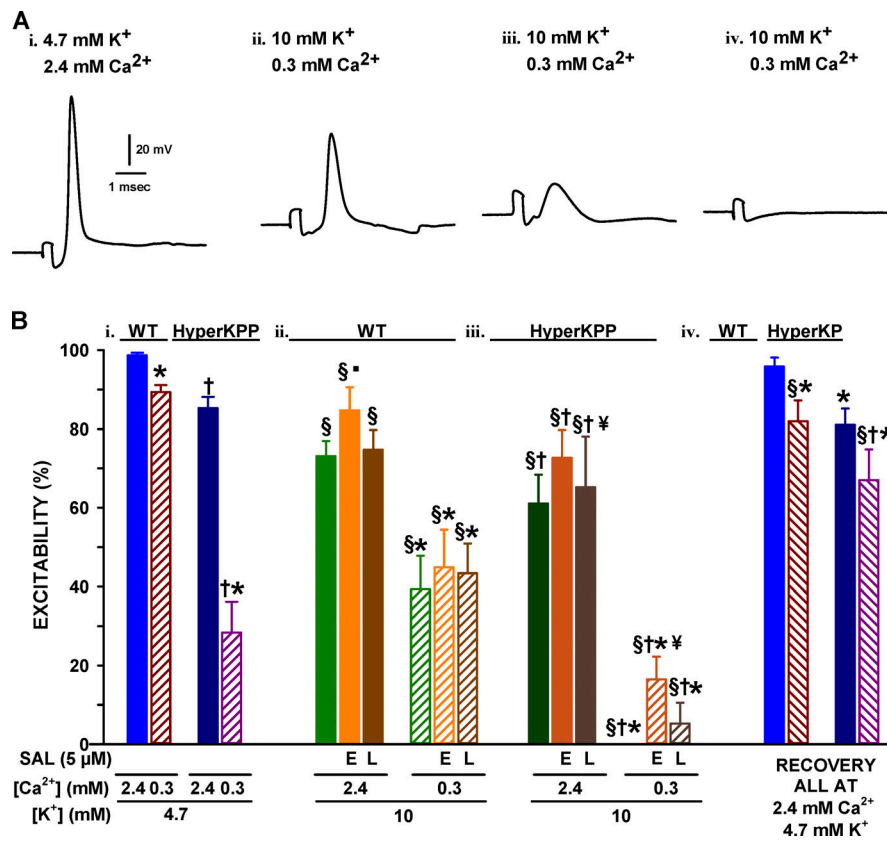 A
i. 4.7 mM K⁺
2.4 mM Ca²⁺
ii. 10 mM K⁺
0.3 mM Ca²⁺
iii. 10 mM K⁺
0.3 mM Ca²⁺
iv. 10 mM K⁺
0.3 mM Ca²⁺
20 mV
1 msec
B
i. WT HyperKPP ii. WT iii. HyperKPP iv. WT HyperKP
EXCITABILITY (%)
100
80
60
40
20
0
* † †*
§ §▪ § §* §* §*
§† §† §†¥ §†* §†*¥ §†*
§* * §†*
SAL (5 µM) E L E L E L E L
[Ca²⁺] (mM) 2.4 0.3 2.4 0.3 2.4 0.3 2.4 0.3
[K⁺] (mM) 4.7 10 10
RECOVERY
ALL AT
2.4 mM Ca²⁺
4.7 mM K⁺